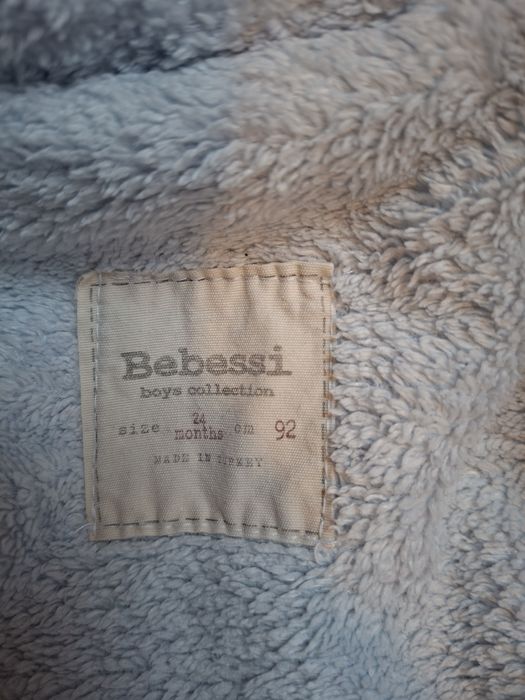 Bebessi
boys collection
size 24 months cm 92
MADE IN TURKEY